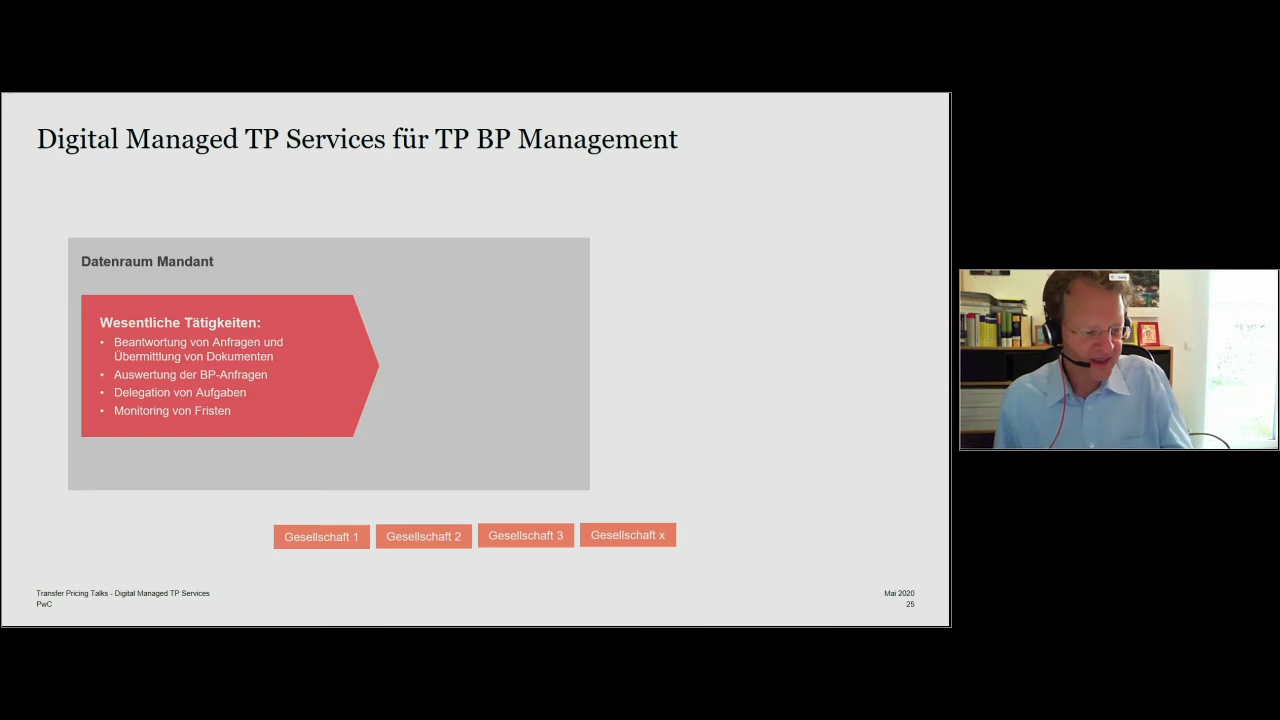 Digital Managed TP Services für TP BP Management
Datenraum Mandant
Wesentliche Tätigkeiten:
• Beantwortung von Anfragen und
Übermittlung von Dokumenten
• Auswertung der BP-Anfragen
• Delegation von Aufgaben
• Monitoring von Fristen
Gesellschaft 1
Gesellschaft 2
Gesellschaft 3
Gesellschaft x
Transfer Pricing Talks - Digital Managed TP Services
PwC
Mai 2020
25